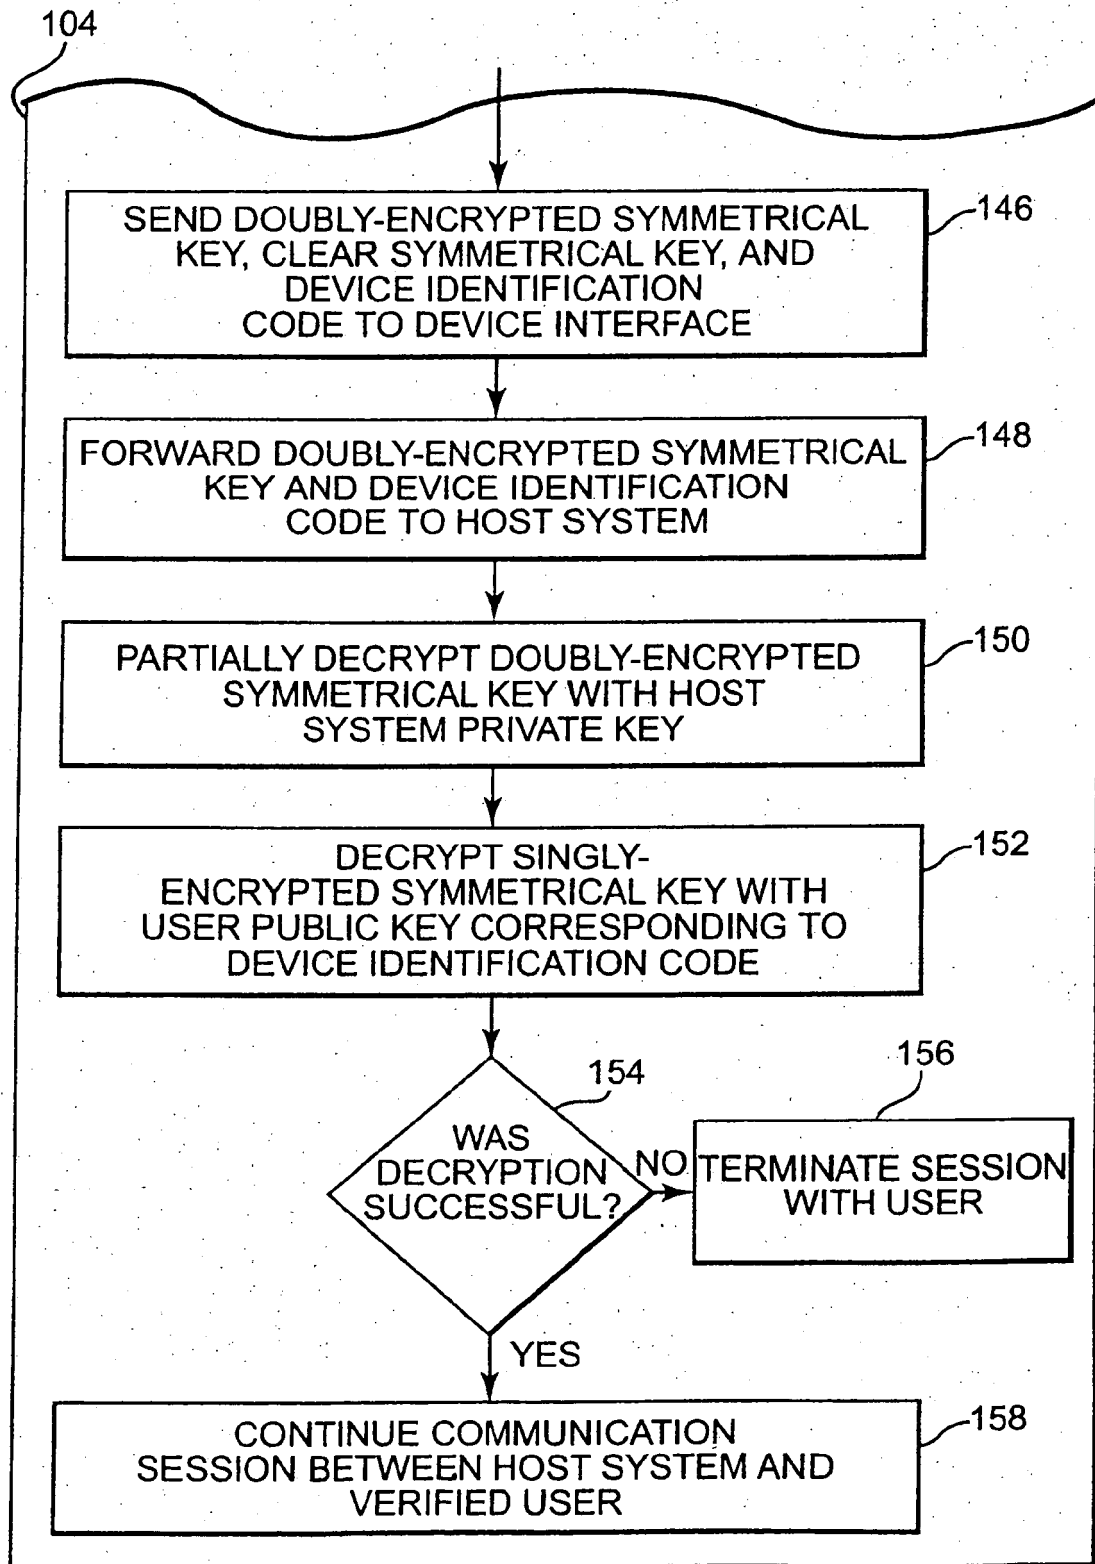 104
SEND DOUBLY-ENCRYPTED SYMMETRICAL
KEY, CLEAR SYMMETRICAL KEY, AND
DEVICE IDENTIFICATION
CODE TO DEVICE INTERFACE
146
FORWARD DOUBLY-ENCRYPTED SYMMETRICAL
KEY AND DEVICE IDENTIFICATION
CODE TO HOST SYSTEM
148
PARTIALLY DECRYPT DOUBLY-ENCRYPTED
SYMMETRICAL KEY WITH HOST
SYSTEM PRIVATE KEY
150
DECRYPT SINGLY-
ENCRYPTED SYMMETRICAL KEY WITH
USER PUBLIC KEY CORRESPONDING TO
DEVICE IDENTIFICATION CODE
152
154
WAS
DECRYPTION
SUCCESSFUL?
NO
156
TERMINATE SESSION
WITH USER
YES
CONTINUE COMMUNICATION
SESSION BETWEEN HOST SYSTEM AND
VERIFIED USER
158